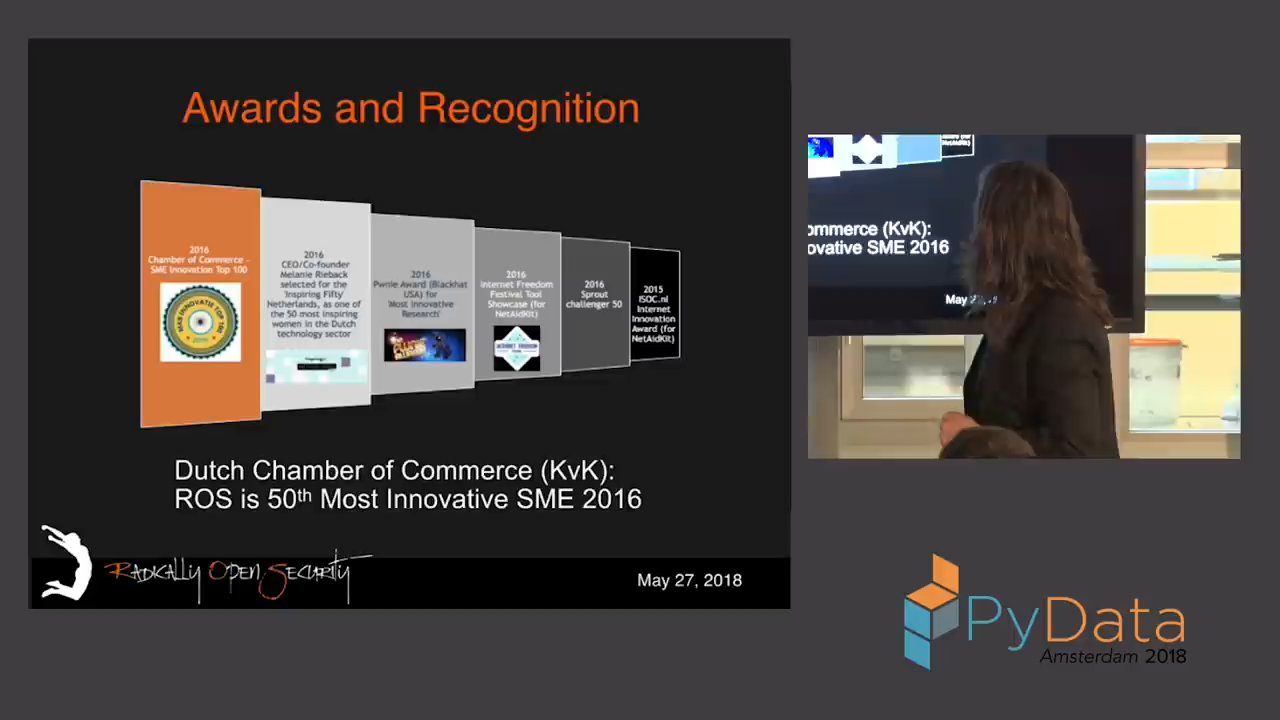 Awards and Recognition
2016
Chamber of Commerce –
SME Innovation Top 100
2016
CEO/Co-founder
Melanie Rieback
selected for the
'Inspiring Fifty'
Netherlands, as one of
the 50 most inspiring
women in the Dutch
technology sector
2016
Pwnie Award (Blackhat
USA) for
'Most Innovative
Research'
2016
Internet Freedom
Festival Tool
Showcase (for
NetAidKit)
2016
Sprout
challenger 50
2015
ISOC.nl
Internet
Innovation
Award (for
NetAidKit)
Dutch Chamber of Commerce (KvK):
ROS is 50th Most Innovative SME 2016
Radically Open Security
May 27, 2018
ommerce (KvK):
ovative SME 2016
PyData
Amsterdam 2018